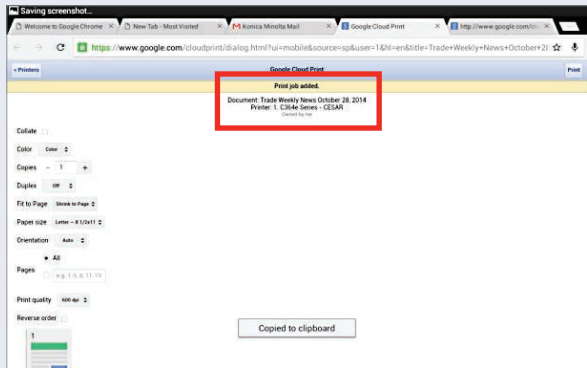 Saving screenshot...
Welcome to Google Chrome × New Tab - Most Visited × Konica Minolta Mail × Google Cloud Print × http://www.google.com/cl
https://www.google.com/cloudprint/dialog.html?ui=mobile&source=sp&user=1&hl=en&title=Trade+Weekly+News+October+2
« Printers Google Cloud Print Print
Print job added.
Document: Trade Weekly News October 28, 2014
Printer: 1. C364e Series - CESAR
Owned by me
Collate
Color Color
Copies - 1 +
Duplex Off
Fit to Page Shrink to Page
Paper size Letter -- 8 1/2x11
Orientation Auto
All
Pages e.g. 1-5, 8, 11-13
Print quality 600 dpi
Reverse order
1
Copied to clipboard